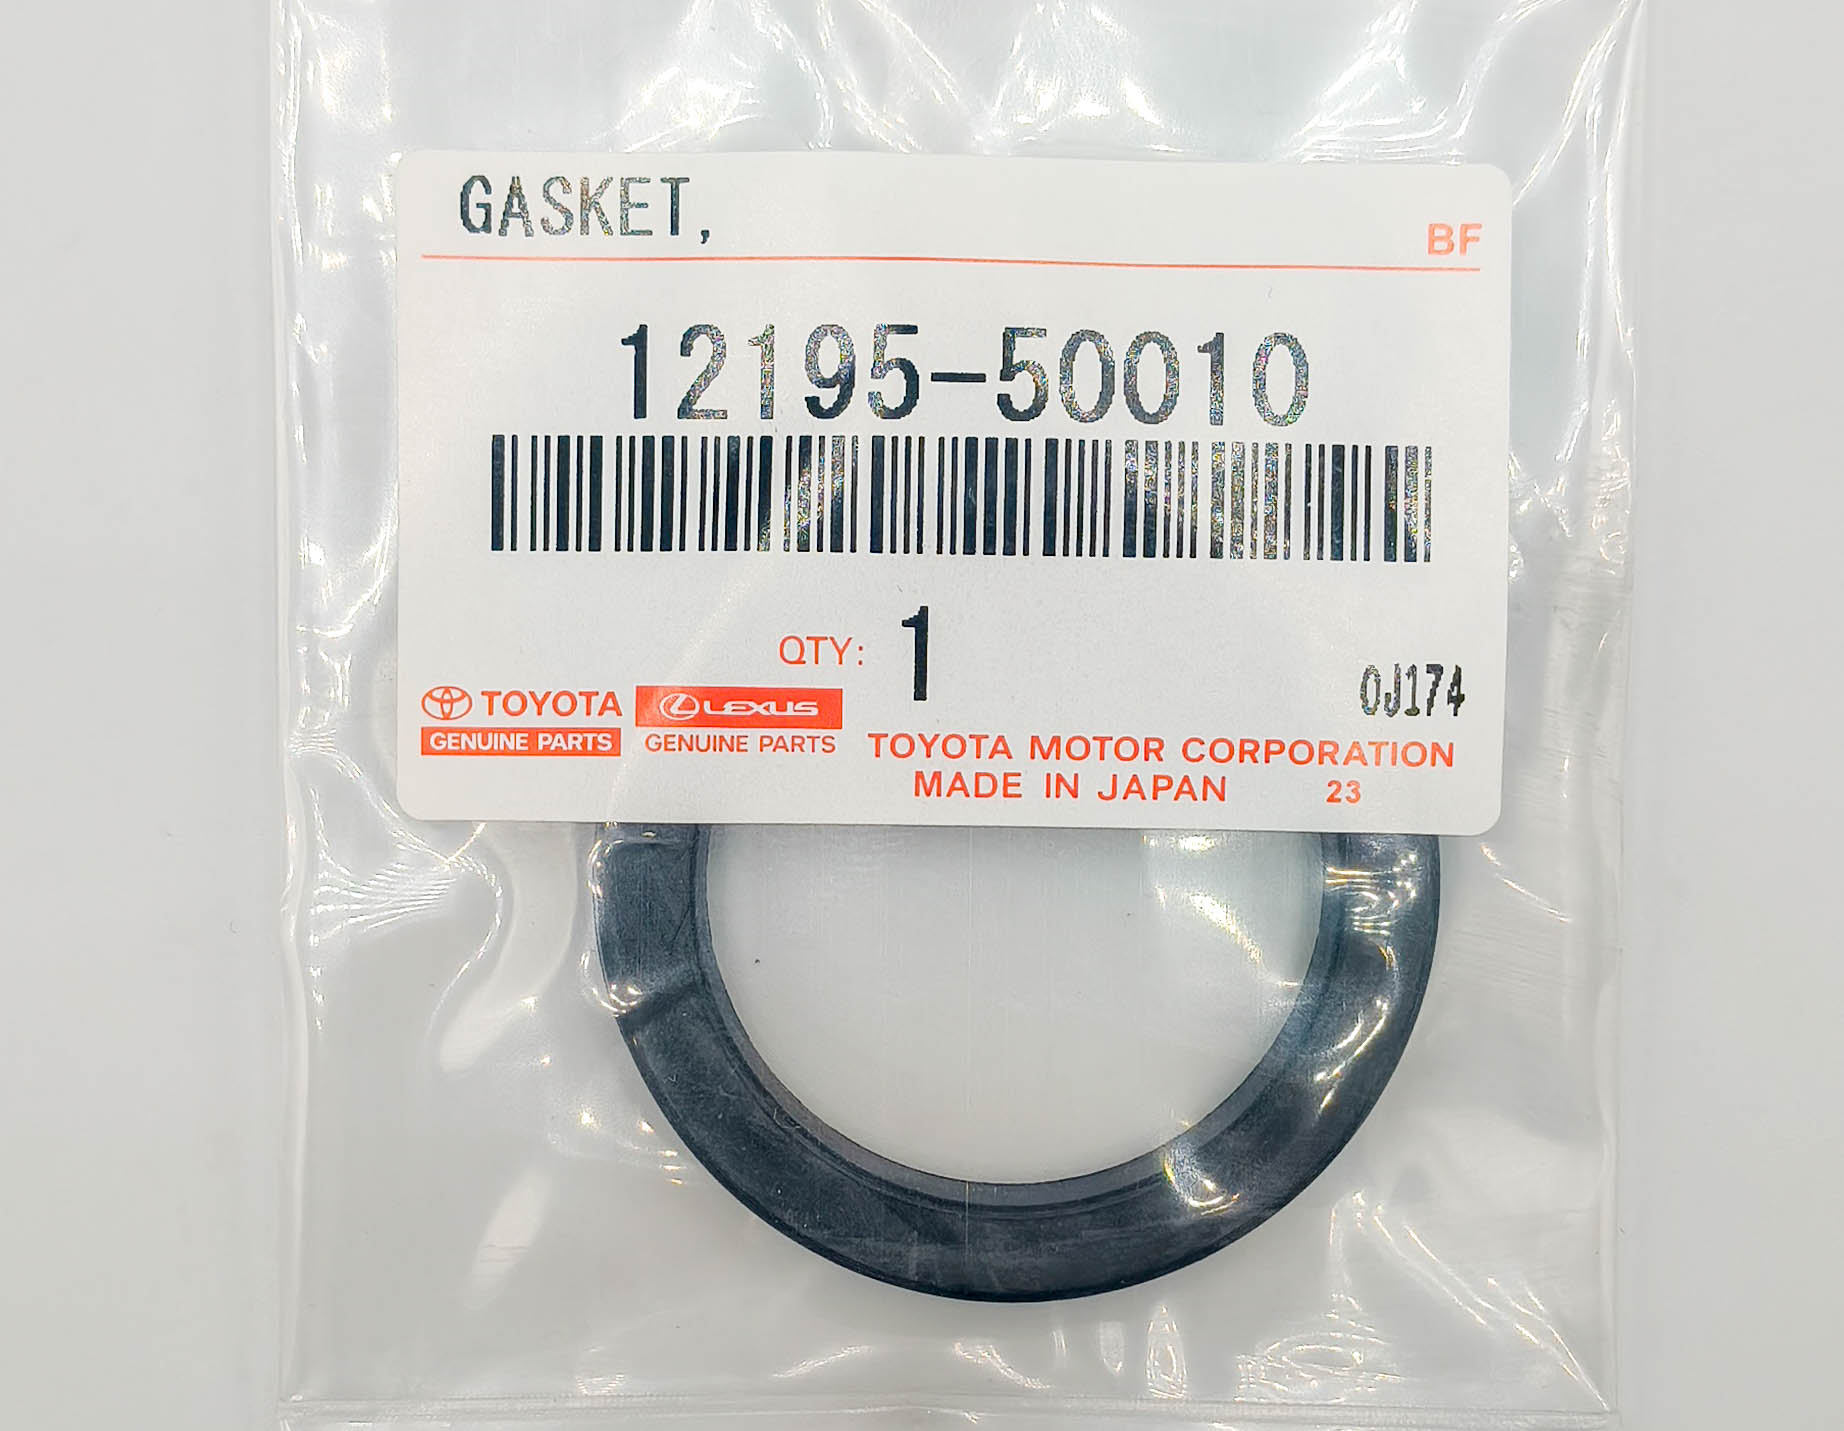 GASKET,
BF
12195-50010
QTY: 1
0J174
TOYOTA
GENUINE PARTS
LEXUS
GENUINE PARTS
TOYOTA MOTOR CORPORATION
MADE IN JAPAN 23